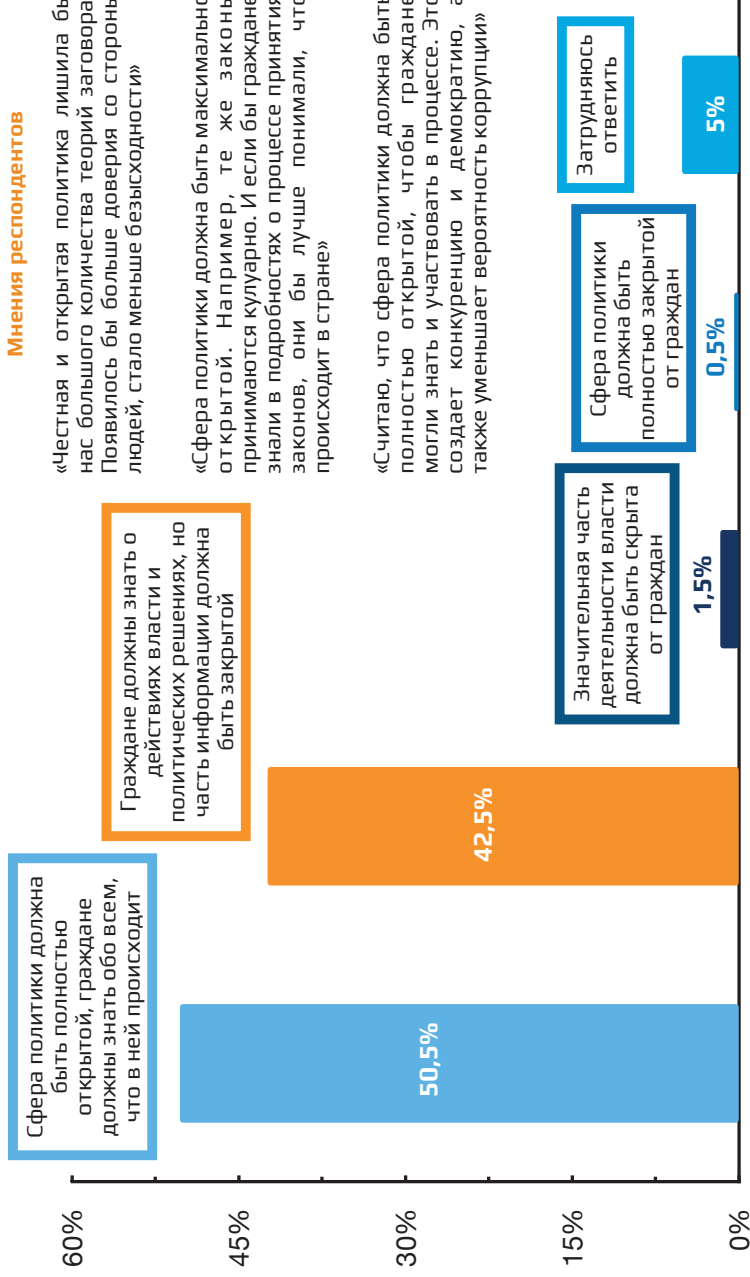 Мнения респондентов
«Честная и открытая политика лишила бы
нас большого количества теорий заговора.
Появилось бы больше доверия со стороны
людей, стало меньше безысходности»
«Сфера политики должна быть максимально
открытой. Например, те же законы
принимаются кулуарно. И если бы граждане
знали в подробностях о процессе принятия
законов, они бы лучше понимали, что
происходит в стране»
«Считаю, что сфера политики должна быть
полностью открытой, чтобы граждане
могли знать и участвовать в процессе. Это
создает конкуренцию и демократию, а
также уменьшает вероятность коррупции»
Сфера политики должна
быть полностью
открытой, граждане
должны знать обо всем,
что в ней происходит
Граждане должны знать о
действиях власти и
политических решениях, но
часть информации должна
быть закрытой
Значительная часть
деятельности власти
должна быть скрыта
от граждан
Сфера политики
должна быть
полностью закрытой
от граждан
Затрудняюсь
ответить
60%
45%
30%
15%
0%
50,5%
42,5%
1,5%
0,5%
5%